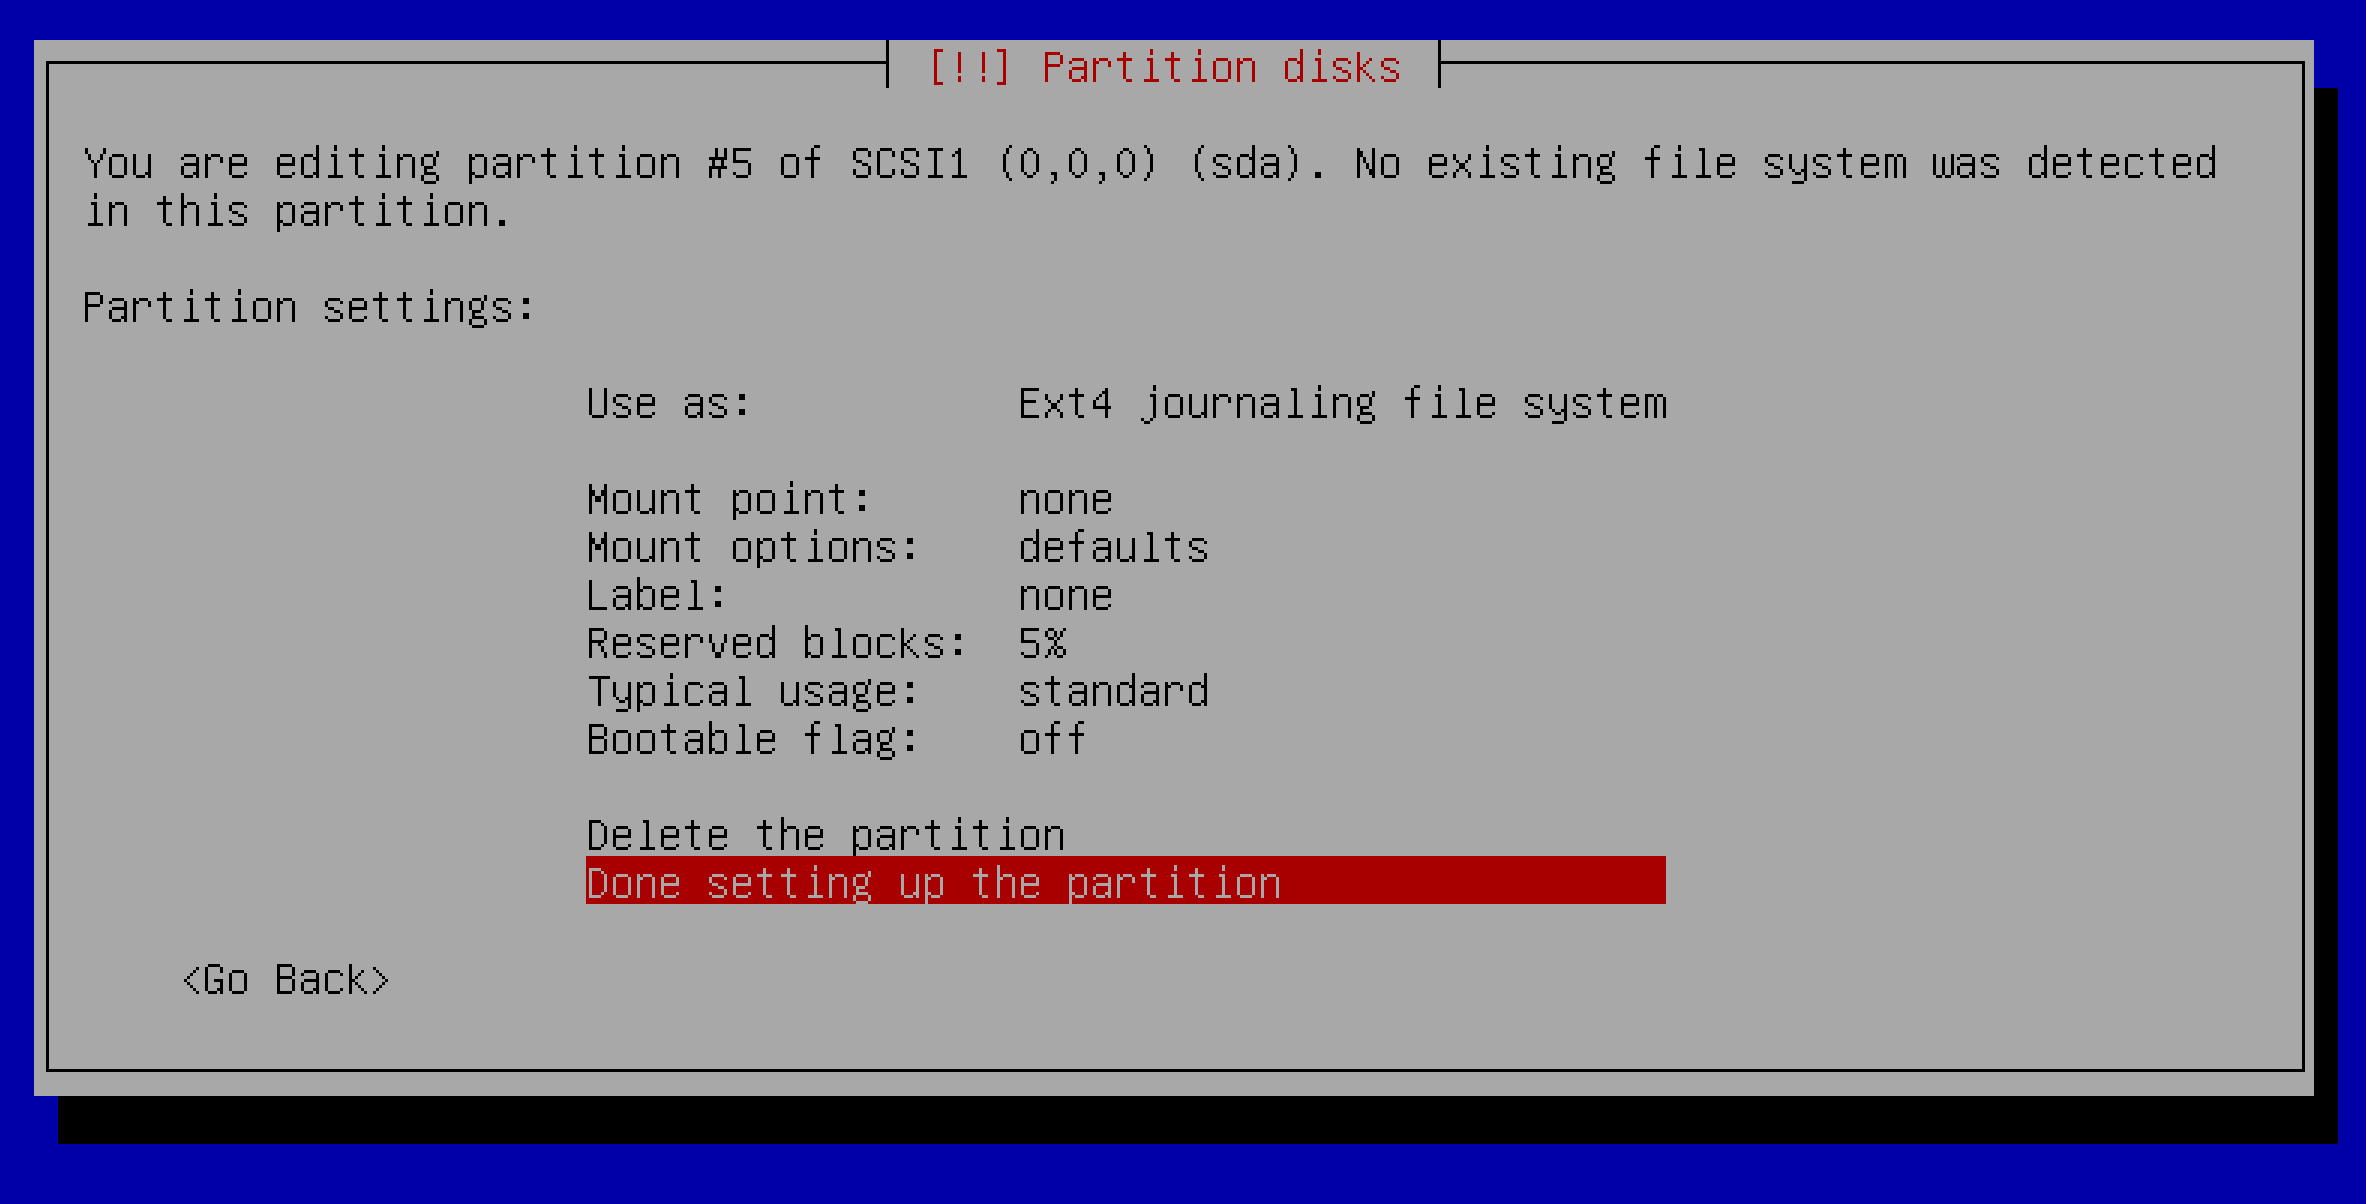 [!!] Partition disks
You are editing partition #5 of SCSI1 (0,0,0) (sda). No existing file system was detected
in this partition.
Partition settings:
Use as: Ext4 journaling file system
Mount point: none
Mount options: defaults
Label: none
Reserved blocks: 5%
Typical usage: standard
Bootable flag: off
Delete the partition
Done setting up the partition
<Go Back>